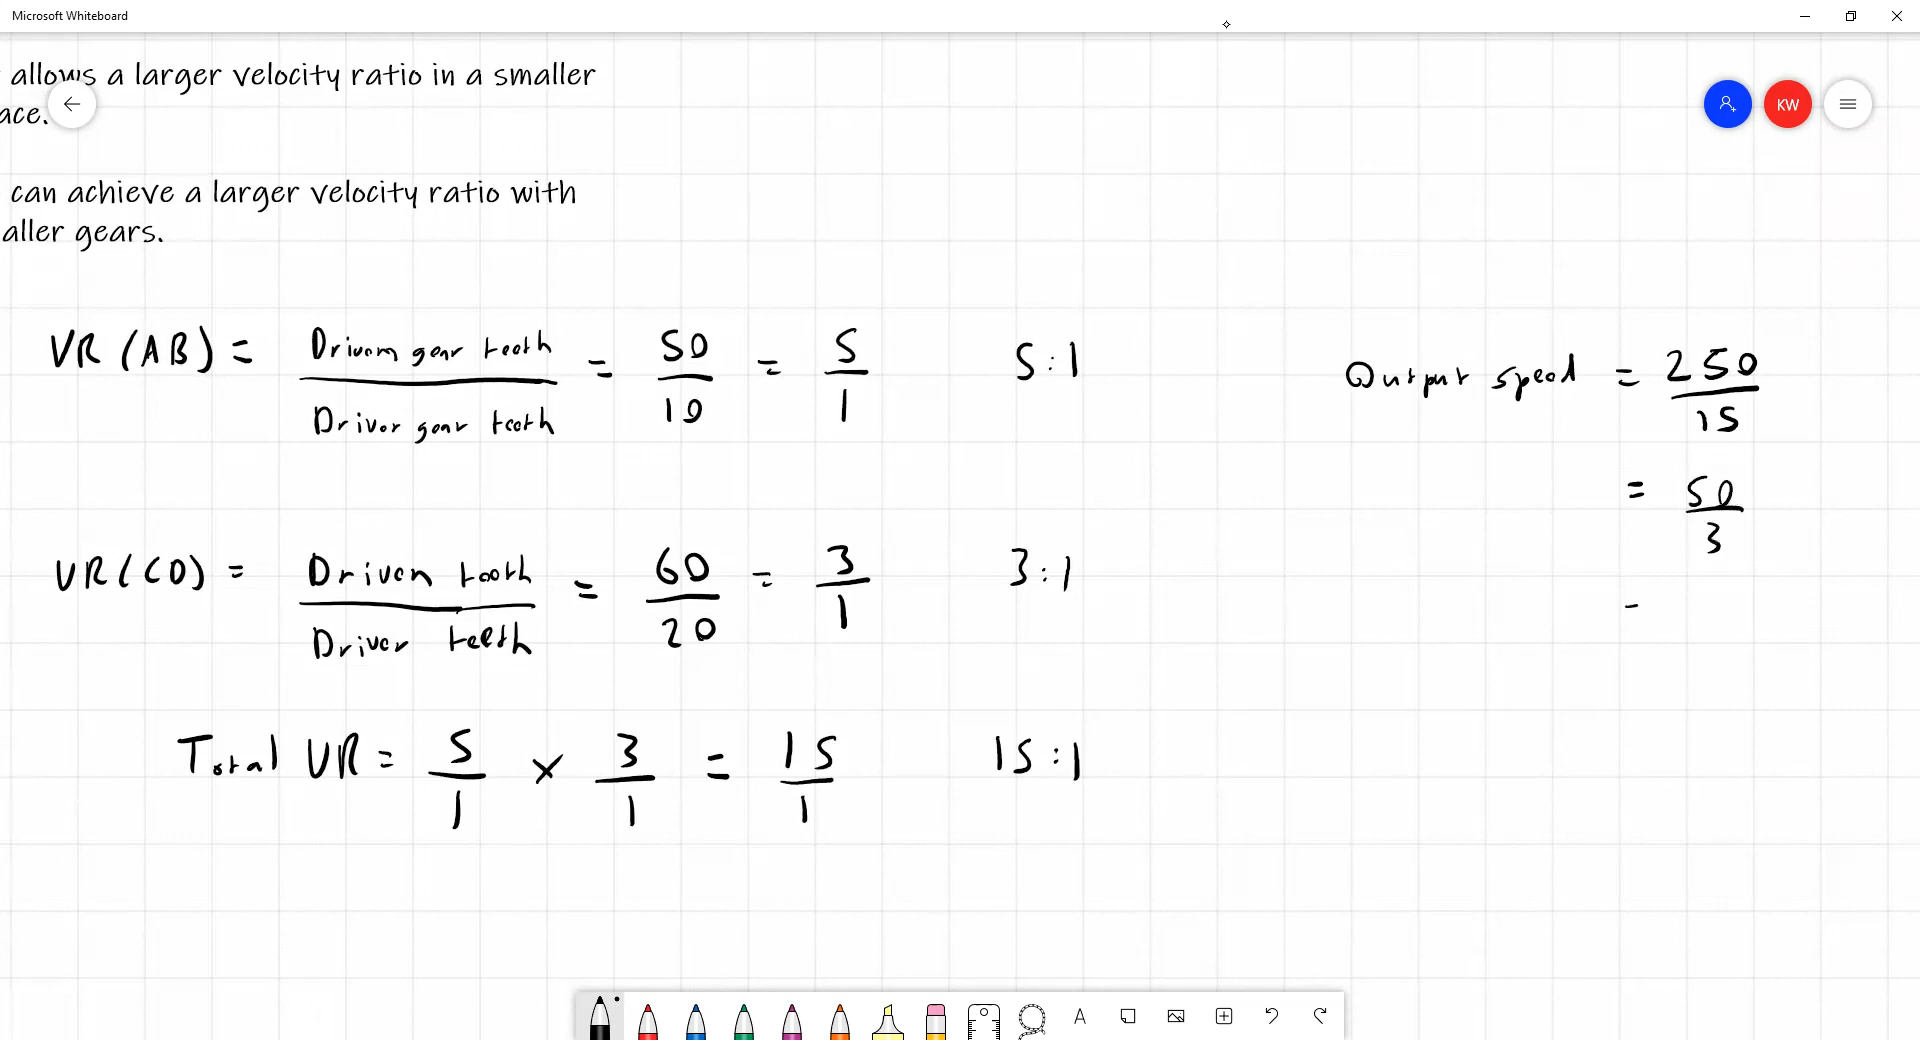 Microsoft Whiteboard
allows a larger velocity ratio in a smaller
ace.
can achieve a larger velocity ratio with
aller gears.
KW
VR (AB) = Driven gear teeth / Driver gear teeth = 50/10 = 5/1 5:1
VR (CD) = Driven teeth / Driver teeth = 60/20 = 3/1 3:1
Total VR = 5/1 × 3/1 = 15/1 15:1
Output speed = 250/15
= 50/3
-
A